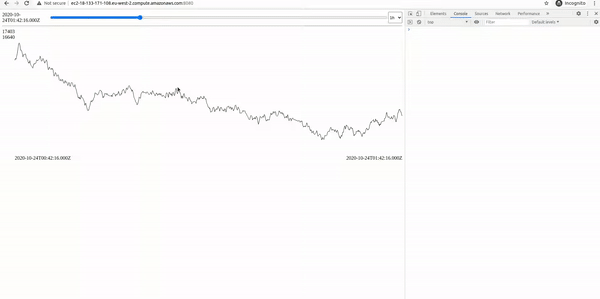 Not secure | ec2-18-133-171-108.eu-west-2.compute.amazonaws.com:8080
Incognito
2020-10-
24T01:42:16.000Z
1h
17403
16640
2020-10-24T00:42:16.000Z
2020-10-24T01:42:16.000Z
Elements Console Sources Network Performance »
top Filter Default levels